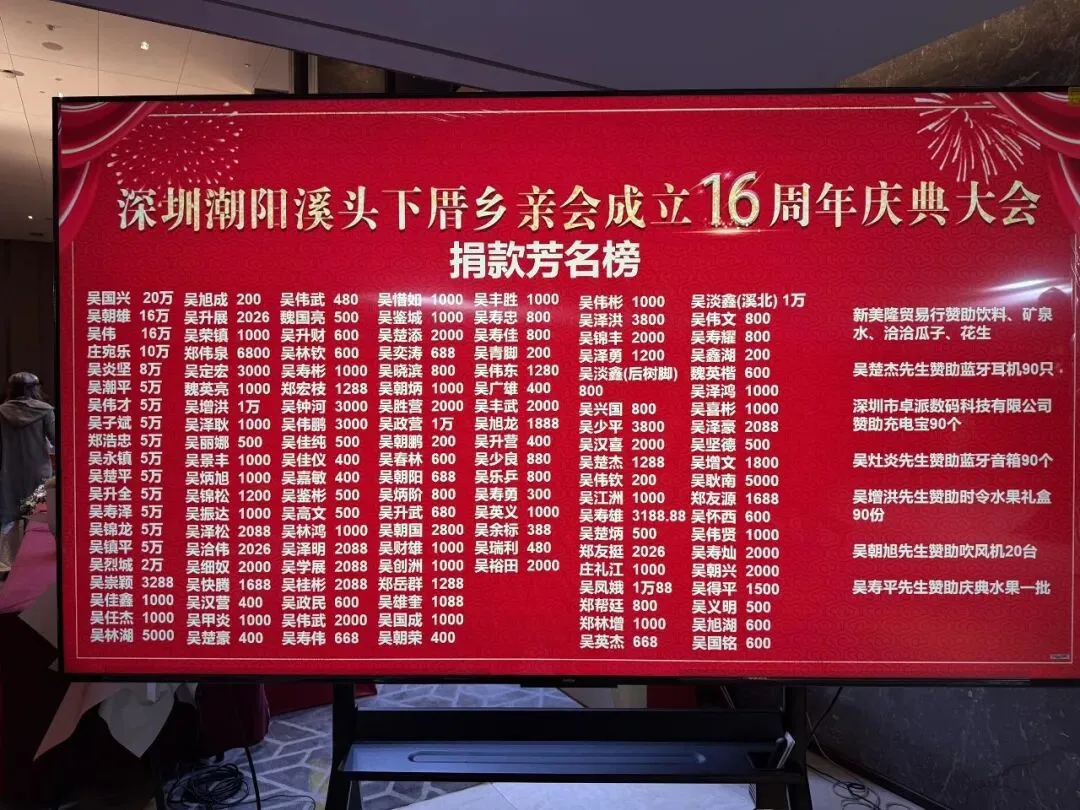 深圳潮阳溪头下厝乡亲会成立16周年庆典大会
捐款芳名榜
吴国兴 20万
吴朝雄 16万
吴伟 16万
庄宛乐 10万
吴炎坚 8万
吴潮平 5万
吴伟才 5万
吴子斌 5万
郑浩忠 5万
吴永镇 5万
吴楚平 5万
吴升全 5万
吴寿泽 5万
吴锦龙 5万
吴镇平 5万
吴烈城 2万
吴崇颖 3288
吴佳鑫 1000
吴任杰 1000
吴林湖 5000
吴旭成 200
吴升展 2026
吴荣镇 1000
郑伟泉 6800
吴定宏 3000
魏英亮 1000
吴增洪 1万
吴泽耿 1000
吴丽娜 500
吴景丰 1000
吴炳旭 1000
吴锦松 1200
吴振达 1000
吴泽松 2088
吴洽伟 2026
吴细奴 2000
吴快腾 1688
吴汉营 400
吴甲炎 1000
吴楚豪 400
吴伟武 480
魏国亮 500
吴升财 600
吴林钦 600
吴寿彬 1000
郑宏枝 1288
吴钟河 3000
吴伟鹏 3000
吴佳纯 500
吴佳仪 400
吴嘉敏 400
吴鉴彬 500
吴高文 500
吴林鸿 1000
吴泽明 2088
吴学展 2088
吴桂彬 2088
吴政民 600
吴伟武 2000
吴寿伟 668
吴惜如 1000
吴鉴城 1000
吴楚添 2000
吴奕涛 688
吴晓滨 800
吴朝炳 1000
吴胜营 2000
吴政营 1万
吴朝鹏 200
吴春林 600
吴朝阳 688
吴炳阶 800
吴升武 680
吴朝国 2800
吴财雄 1000
吴创洲 1000
郑岳群 1288
吴雄奎 1088
吴国成 1000
吴朝荣 400
吴丰胜 1000
吴寿忠 800
吴寿佳 800
吴青脚 200
吴伟东 1280
吴广雄 400
吴丰武 2000
吴旭龙 1888
吴升营 400
吴少良 880
吴乐乒 800
吴寿勇 300
吴英义 1000
吴余标 388
吴瑞利 480
吴裕田 2000
吴伟彬 1000
吴泽洪 3800
吴锦丰 2000
吴泽勇 1200
吴淡鑫(后树脚)
800
吴兴国 800
吴少平 3800
吴汉喜 2000
吴楚杰 1288
吴伟钦 200
吴江洲 1000
吴寿雄 3188.88
吴楚炳 500
郑友挺 2026
庄礼江 1000
吴凤娥 1万88
郑帮廷 800
郑林增 1000
吴英杰 668
吴淡鑫(溪北) 1万
吴伟文 800
吴寿耀 800
吴鑫湖 200
魏英楷 600
吴泽鸿 1000
吴喜彬 1000
吴泽豪 2088
吴坚德 500
吴增文 1800
吴耿南 5000
郑友源 1688
吴怀西 600
吴伟贤 1000
吴寿灿 2000
吴朝兴 2000
吴得平 1500
吴义明 500
吴旭湖 600
吴国铭 600
新美隆贸易行赞助饮料、矿泉
水、洽洽瓜子、花生
吴楚杰先生赞助蓝牙耳机90只
深圳市卓派数码科技有限公司
赞助充电宝90个
吴灶炎先生赞助蓝牙音箱90个
吴增洪先生赞助时令水果礼盒
90份
吴朝旭先生赞助吹风机20台
吴寿平先生赞助庆典水果一批